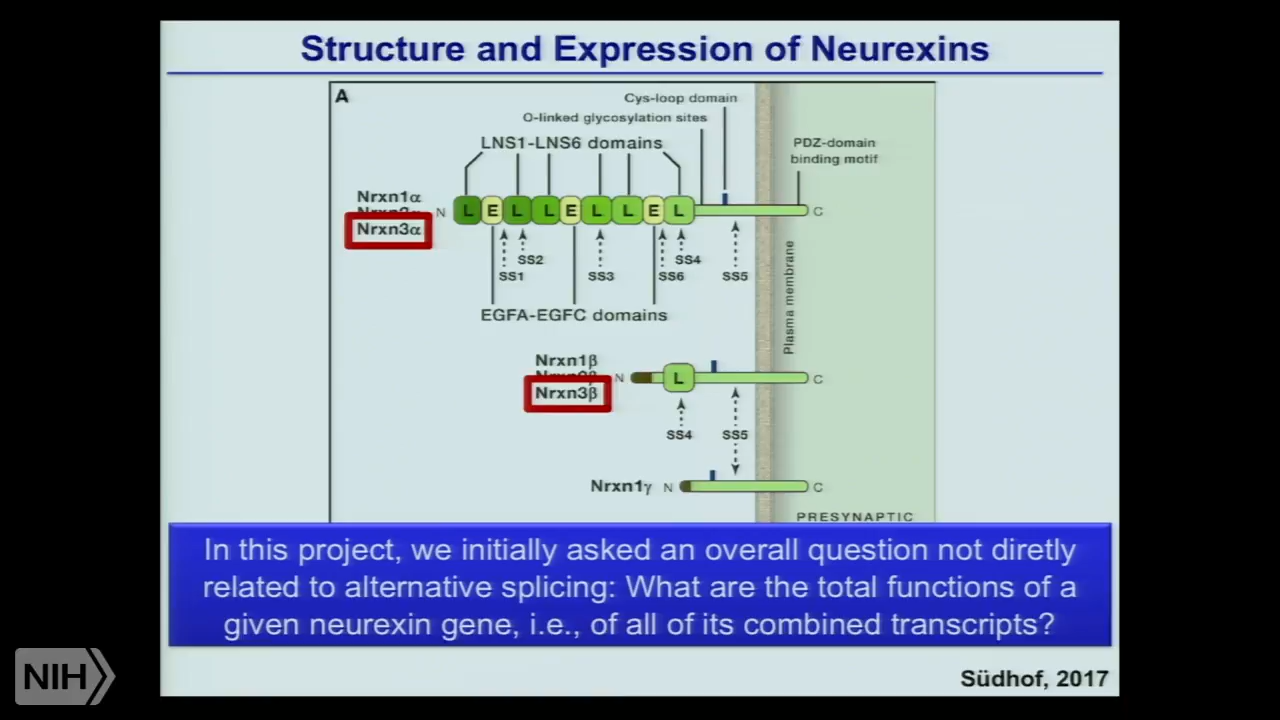 Structure and Expression of Neurexins
A
Cys-loop domain
O-linked glycosylation sites
LNS1-LNS6 domains
PDZ-domain
binding motif
Nrxn1α
Nrxn3α
N
L E L L E L L E L
C
SS1
SS2
SS3
SS6
SS4
SS5
EGFA-EGFC domains
Plasma membrane
Nrxn1β
Nrxn3β
N
L
C
SS4
SS5
Nrxn1γ N
C
PRESYNAPTIC
In this project, we initially asked an overall question not diretly
related to alternative splicing: What are the total functions of a
given neurexin gene, i.e., of all of its combined transcripts?
NIH
Südhof, 2017